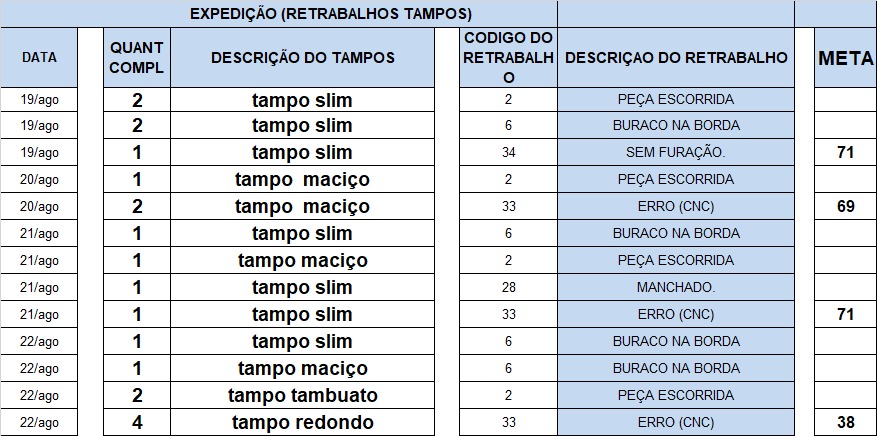 EXPEDIÇÃO (RETRABALHOS TAMPOS)
DATA QUANT COMPL DESCRIÇÃO DO TAMPOS CODIGO DO RETRABALHO DESCRIÇAO DO RETRABALHO META
19/ago 2 tampo slim 2 PEÇA ESCORRIDA
19/ago 2 tampo slim 6 BURACO NA BORDA
19/ago 1 tampo slim 34 SEM FURAÇÃO. 71
20/ago 1 tampo maciço 2 PEÇA ESCORRIDA
20/ago 2 tampo maciço 33 ERRO (CNC) 69
21/ago 1 tampo slim 6 BURACO NA BORDA
21/ago 1 tampo maciço 2 PEÇA ESCORRIDA
21/ago 1 tampo slim 28 MANCHADO.
21/ago 1 tampo slim 33 ERRO (CNC) 71
22/ago 1 tampo slim 6 BURACO NA BORDA
22/ago 1 tampo maciço 6 BURACO NA BORDA
22/ago 2 tampo tambuato 2 PEÇA ESCORRIDA
22/ago 4 tampo redondo 33 ERRO (CNC) 38